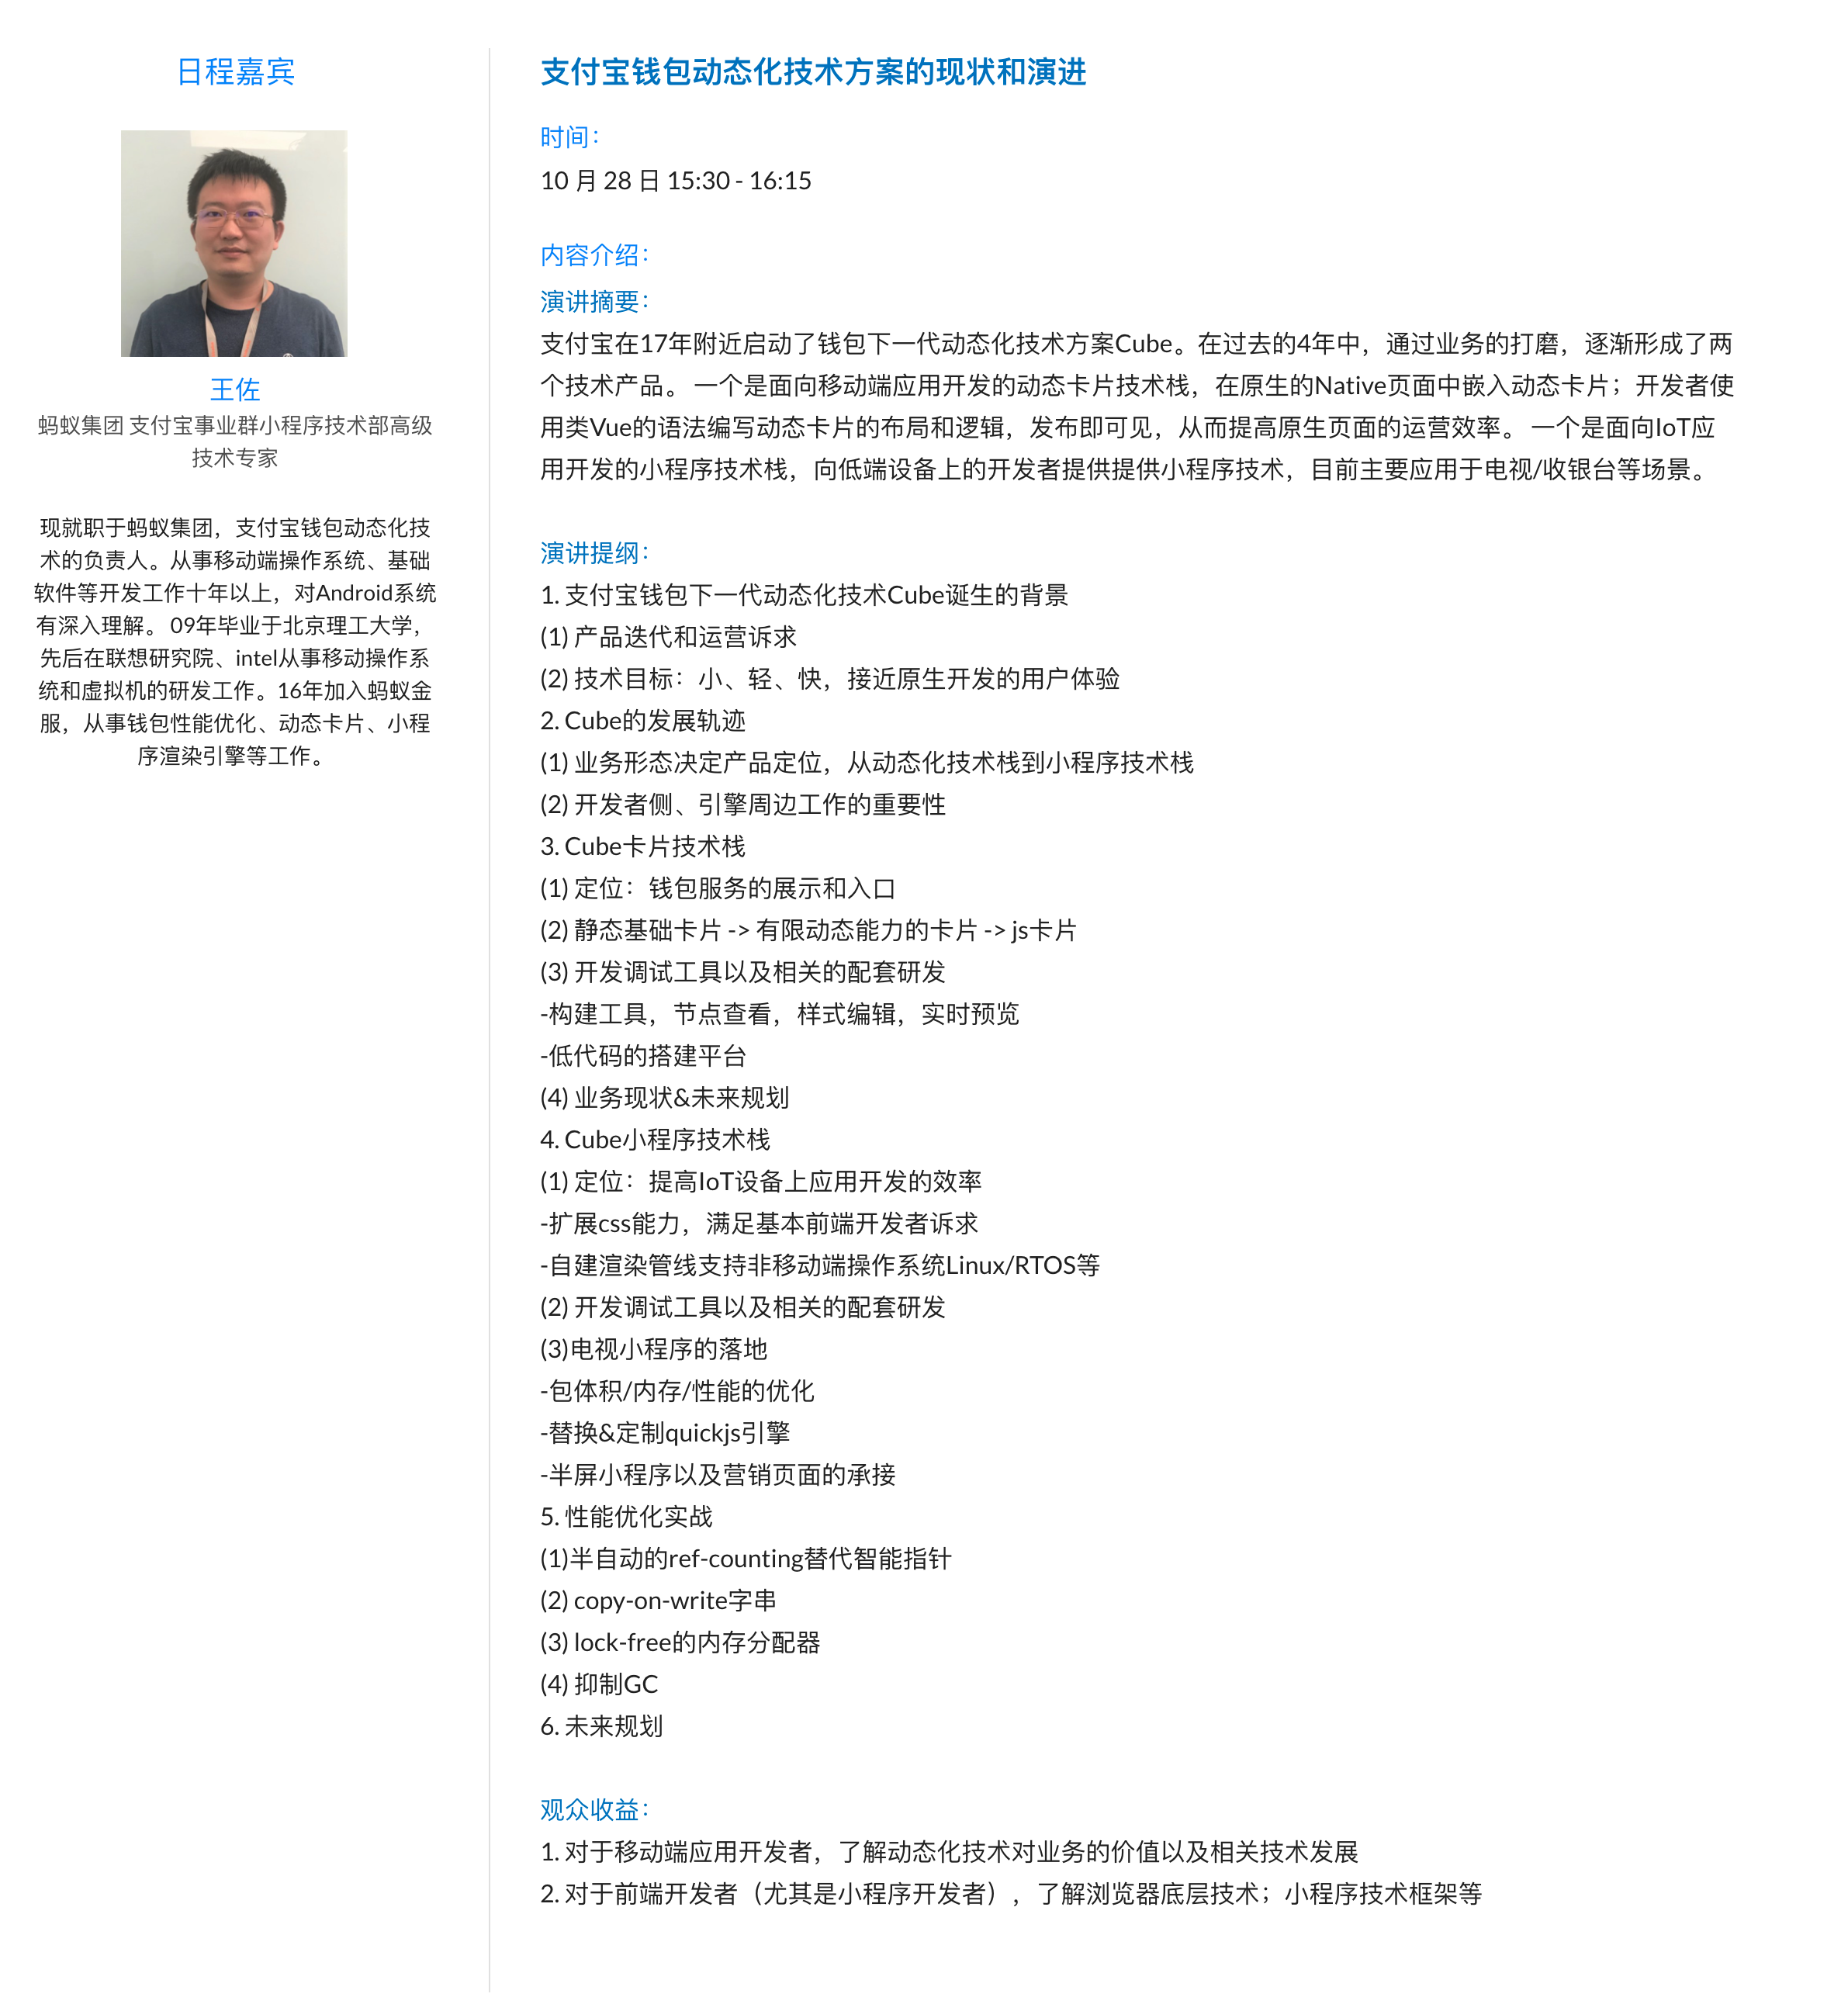 日程嘉宾
王佐
蚂蚁集团 支付宝事业群小程序技术部高级
技术专家
现就职于蚂蚁集团，支付宝钱包动态化技
术的负责人。从事移动端操作系统、基础
软件等开发工作十年以上，对Android系统
有深入理解。 09年毕业于北京理工大学，
先后在联想研究院、intel从事移动操作系
统和虚拟机的研发工作。16年加入蚂蚁金
服，从事钱包性能优化、动态卡片、小程
序渲染引擎等工作。
支付宝钱包动态化技术方案的现状和演进
时间：
10 月 28 日 15:30 - 16:15
内容介绍：
演讲摘要：
支付宝在17年附近启动了钱包下一代动态化技术方案Cube。在过去的4年中，通过业务的打磨，逐渐形成了两
个技术产品。 一个是面向移动端应用开发的动态卡片技术栈，在原生的Native页面中嵌入动态卡片；开发者使
用类Vue的语法编写动态卡片的布局和逻辑，发布即可见，从而提高原生页面的运营效率。 一个是面向IoT应
用开发的小程序技术栈，向低端设备上的开发者提供提供小程序技术，目前主要应用于电视/收银台等场景。
演讲提纲：
1. 支付宝钱包下一代动态化技术Cube诞生的背景
(1) 产品迭代和运营诉求
(2) 技术目标：小、轻、快，接近原生开发的用户体验
2. Cube的发展轨迹
(1) 业务形态决定产品定位，从动态化技术栈到小程序技术栈
(2) 开发者侧、引擎周边工作的重要性
3. Cube卡片技术栈
(1) 定位：钱包服务的展示和入口
(2) 静态基础卡片 -> 有限动态能力的卡片 -> js卡片
(3) 开发调试工具以及相关的配套研发
-构建工具，节点查看，样式编辑，实时预览
-低代码的搭建平台
(4) 业务现状&未来规划
4. Cube小程序技术栈
(1) 定位：提高IoT设备上应用开发的效率
-扩展css能力，满足基本前端开发者诉求
-自建渲染管线支持非移动端操作系统Linux/RTOS等
(2) 开发调试工具以及相关的配套研发
(3)电视小程序的落地
-包体积/内存/性能的优化
-替换&定制quickjs引擎
-半屏小程序以及营销页面的承接
5. 性能优化实战
(1)半自动的ref-counting替代智能指针
(2) copy-on-write字串
(3) lock-free的内存分配器
(4) 抑制GC
6. 未来规划
观众收益：
1. 对于移动端应用开发者，了解动态化技术对业务的价值以及相关技术发展
2. 对于前端开发者（尤其是小程序开发者），了解浏览器底层技术；小程序技术框架等